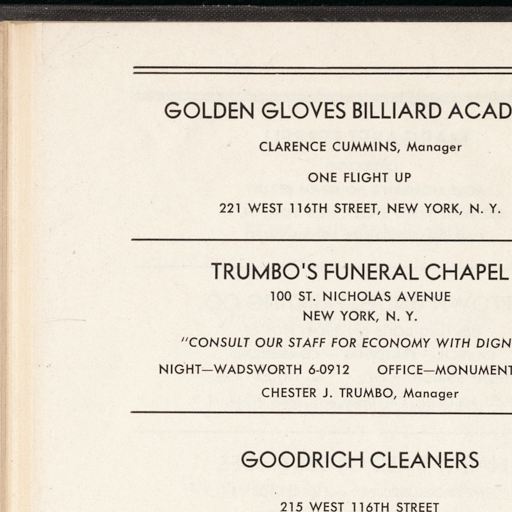 GOLDEN GLOVES BILLIARD ACAD
CLARENCE CUMMINS, Manager
ONE FLIGHT UP
221 WEST 116TH STREET, NEW YORK, N. Y.
TRUMBO'S FUNERAL CHAPEL
100 ST. NICHOLAS AVENUE
NEW YORK, N. Y.
"CONSULT OUR STAFF FOR ECONOMY WITH DIGN
NIGHT—WADSWORTH 6-0912 OFFICE—MONUMENT
CHESTER J. TRUMBO, Manager
GOODRICH CLEANERS
215 WEST 116TH STREET